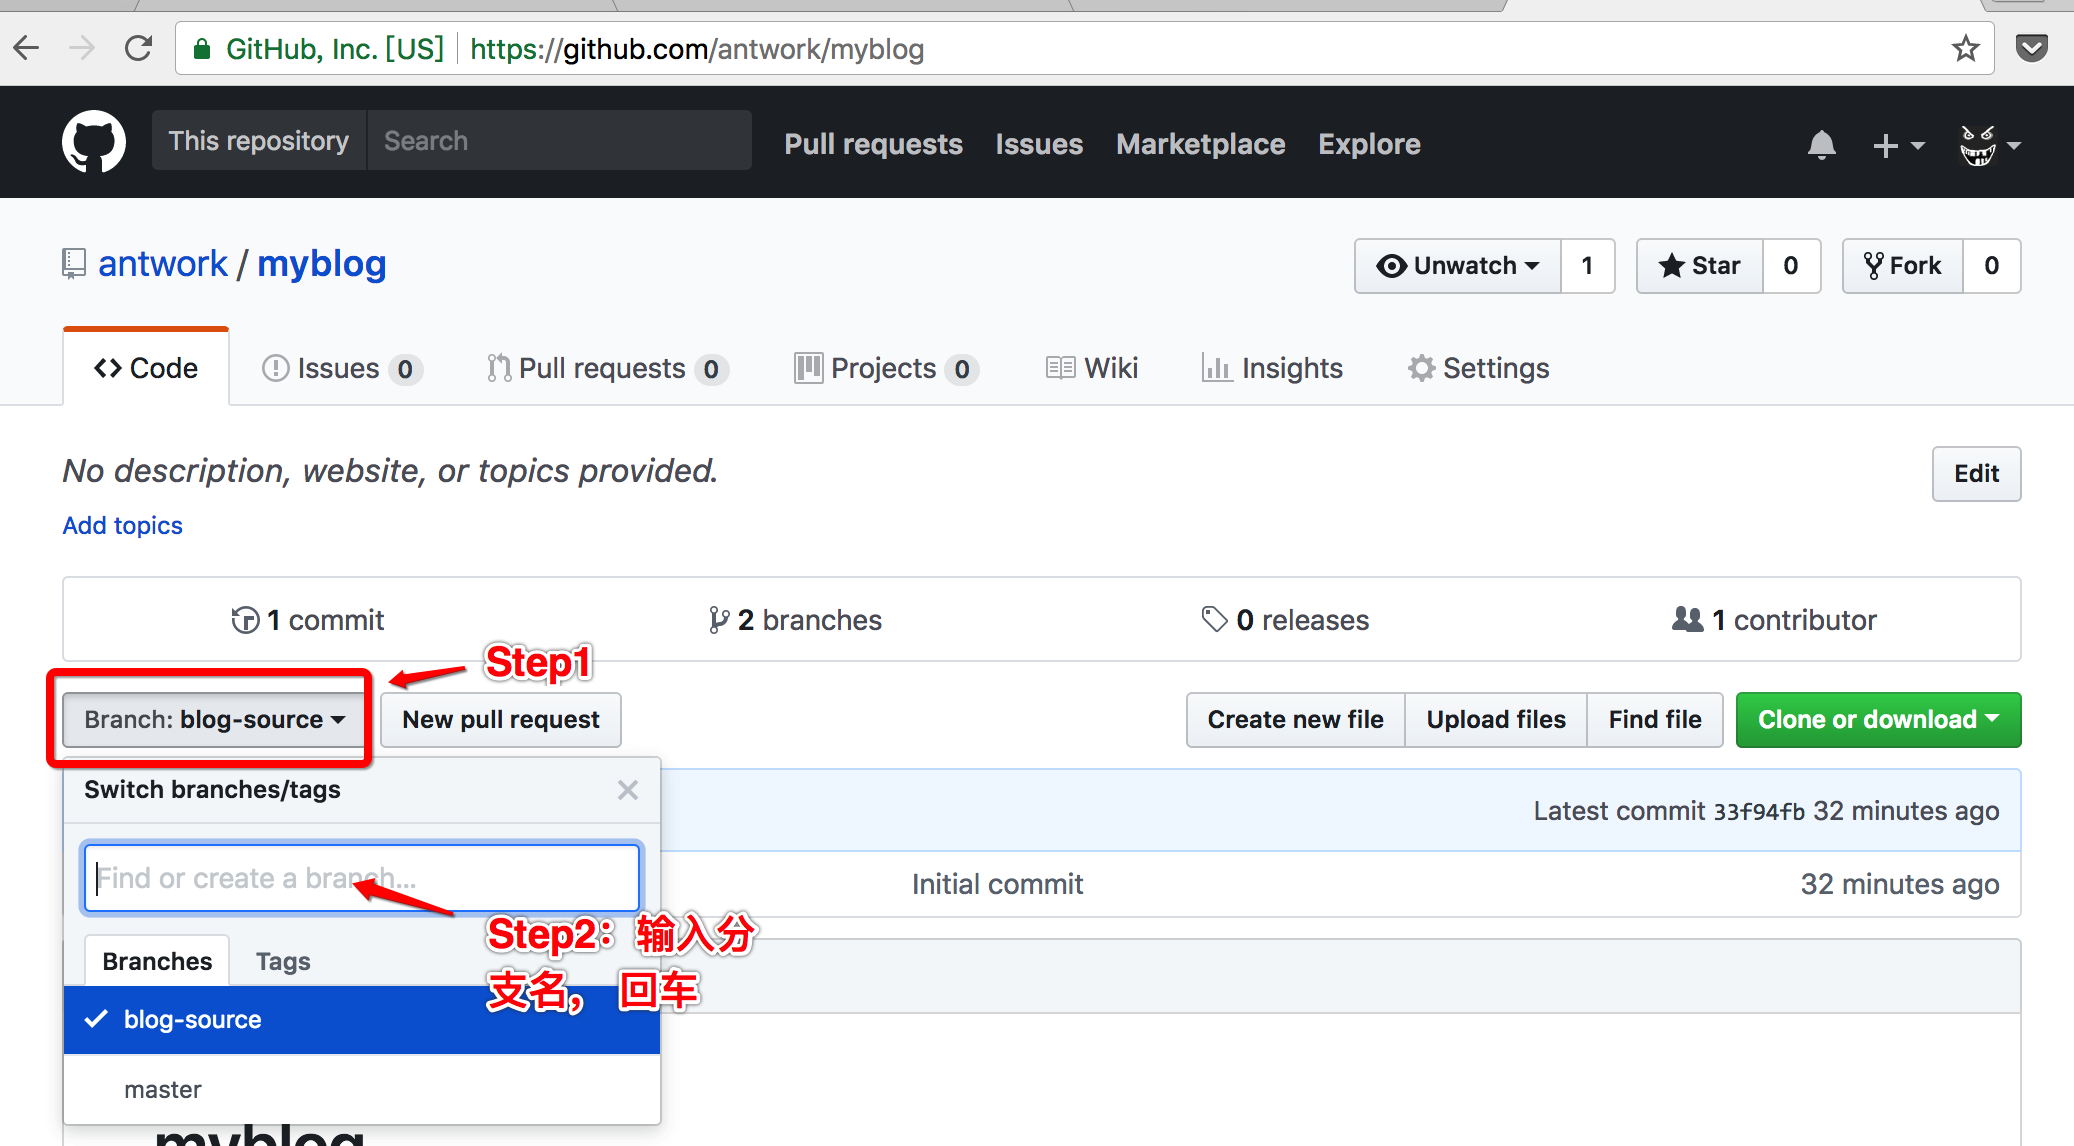 GitHub, Inc. [US] https://github.com/antwork/myblog
This repository Search Pull requests Issues Marketplace Explore
antwork / myblog
Unwatch 1 Star 0 Fork 0
Code Issues 0 Pull requests 0 Projects 0 Wiki Insights Settings
No description, website, or topics provided.
Edit
Add topics
1 commit 2 branches 0 releases 1 contributor
Step1
Branch: blog-source New pull request Create new file Upload files Find file Clone or download
Switch branches/tags
Latest commit 33f94fb 32 minutes ago
Find or create a branch...
Initial commit 32 minutes ago
Step2：输入分
支名，回车
Branches Tags
blog-source
master
myblog